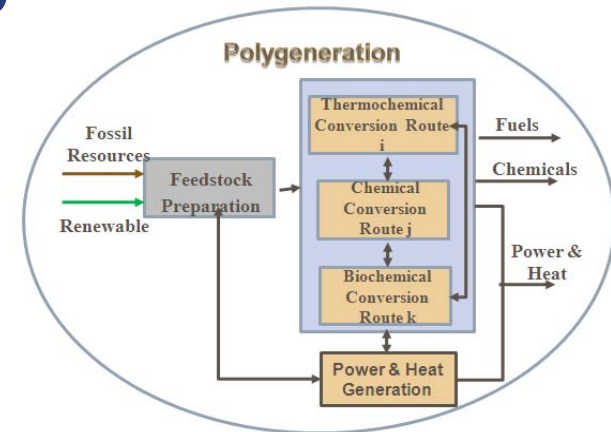 Polygeneration
Fossil
Resources
Renewable
Feedstock
Preparation
Thermochemical
Conversion Route
i
Chemical
Conversion
Route j
Biochemical
Conversion
Route k
Power & Heat
Generation
Fuels
Chemicals
Power &
Heat